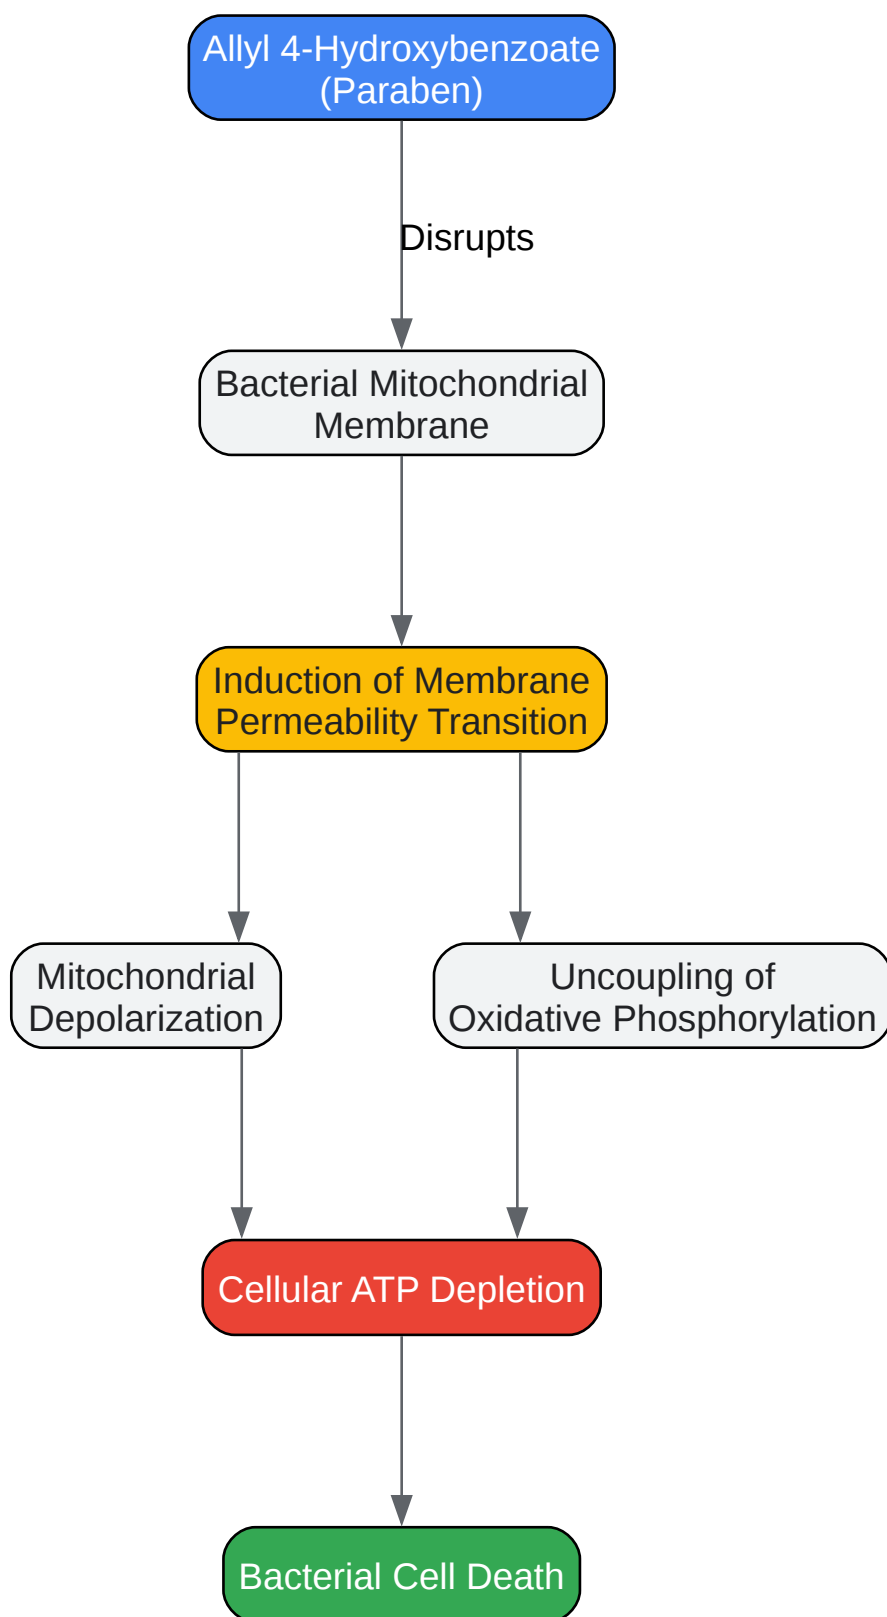 Allyl 4-Hydroxybenzoate
(Paraben)
Disrupts
Bacterial Mitochondrial
Membrane
Induction of Membrane
Permeability Transition
Mitochondrial
Depolarization
Uncoupling of
Oxidative Phosphorylation
Cellular ATP Depletion
Bacterial Cell Death